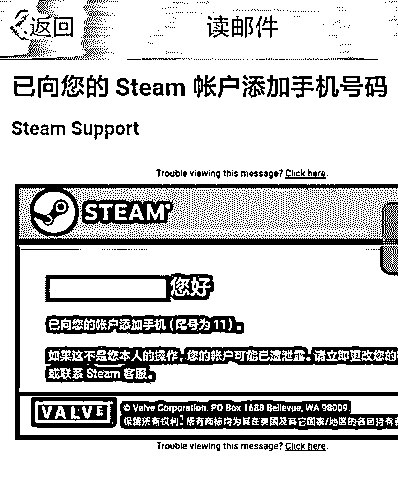 返回
读邮件
已向您的 Steam 帐户添加手机号码
Steam Support
Trouble viewing this message? Click here.
STEAM
您好
已向您的帐户添加手机 (尾号为 11) 。
如果这不是您本人的操作, 您的帐户可能已遭泄露。请立即更改您的
或联系 Steam 客服。
VALVE
© Valve Corporation. PO Box 1688 Bellevue, WA 98009.
保留所有权利. 所有商标均为其在美国及其它国家/地区的各自持有
Trouble viewing this message? Click here.